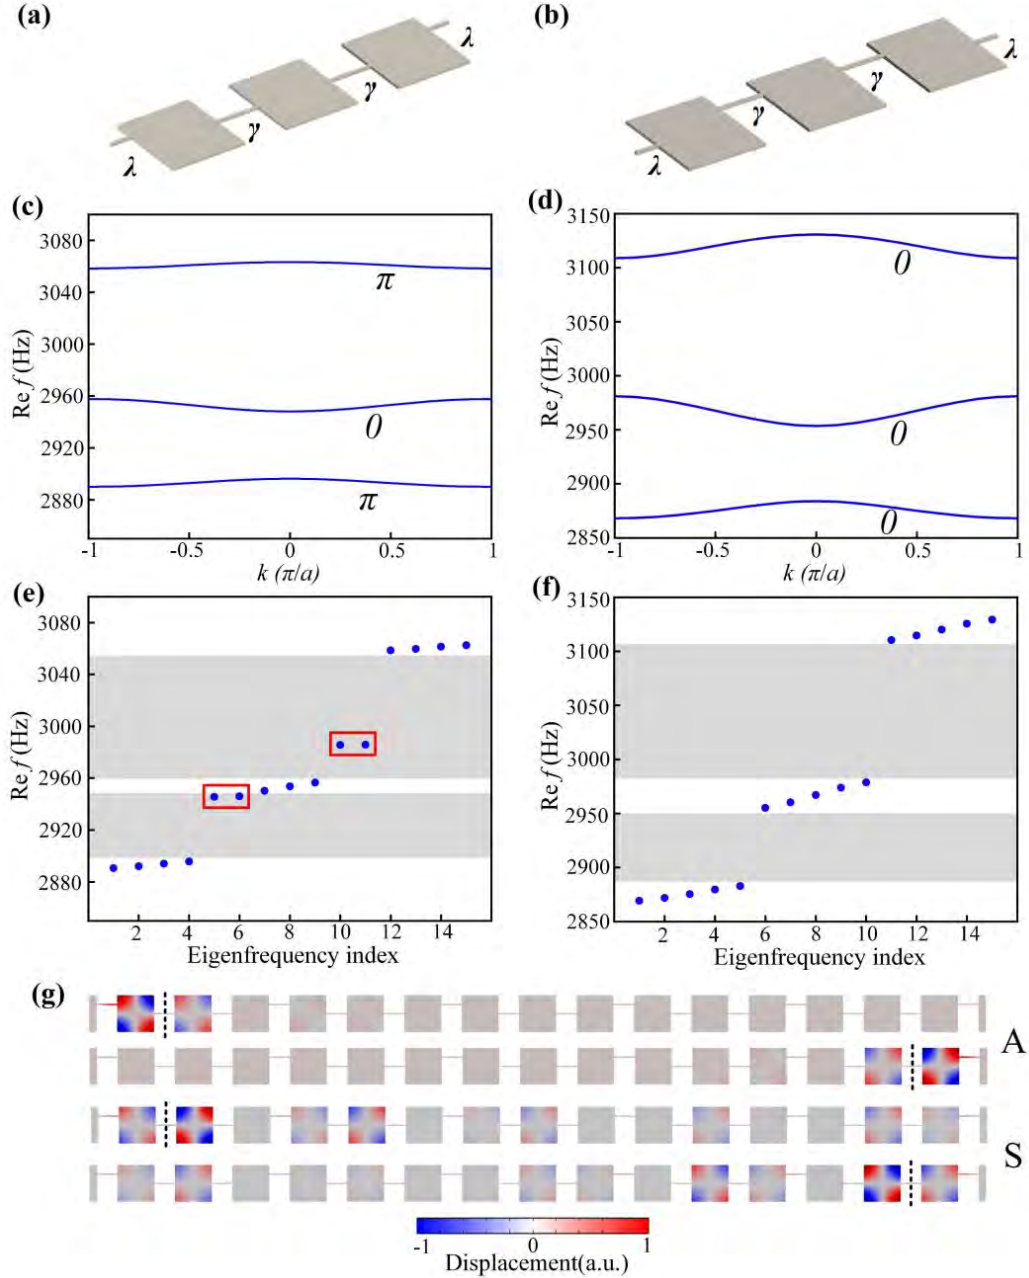 (a)
λ
γ
γ
λ
(b)
λ
γ
γ
λ
(c)
3080
3040
3000
2960
2920
2880
Re f (Hz)
π
0
π
-1 -0.5 0 0.5 1
k (π/a)
(d)
3150
3100
3050
3000
2950
2900
2850
Re f (Hz)
0
0
0
-1 -0.5 0 0.5 1
k (π/a)
(e)
3080
3040
3000
2960
2920
2880
Re f (Hz)
2 4 6 8 10 12 14
Eigenfrequency index
(f)
3150
3100
3050
3000
2950
2900
2850
Re f (Hz)
2 4 6 8 10 12 14
Eigenfrequency index
(g)
A
S
-1 0 1
Displacement(a.u.)